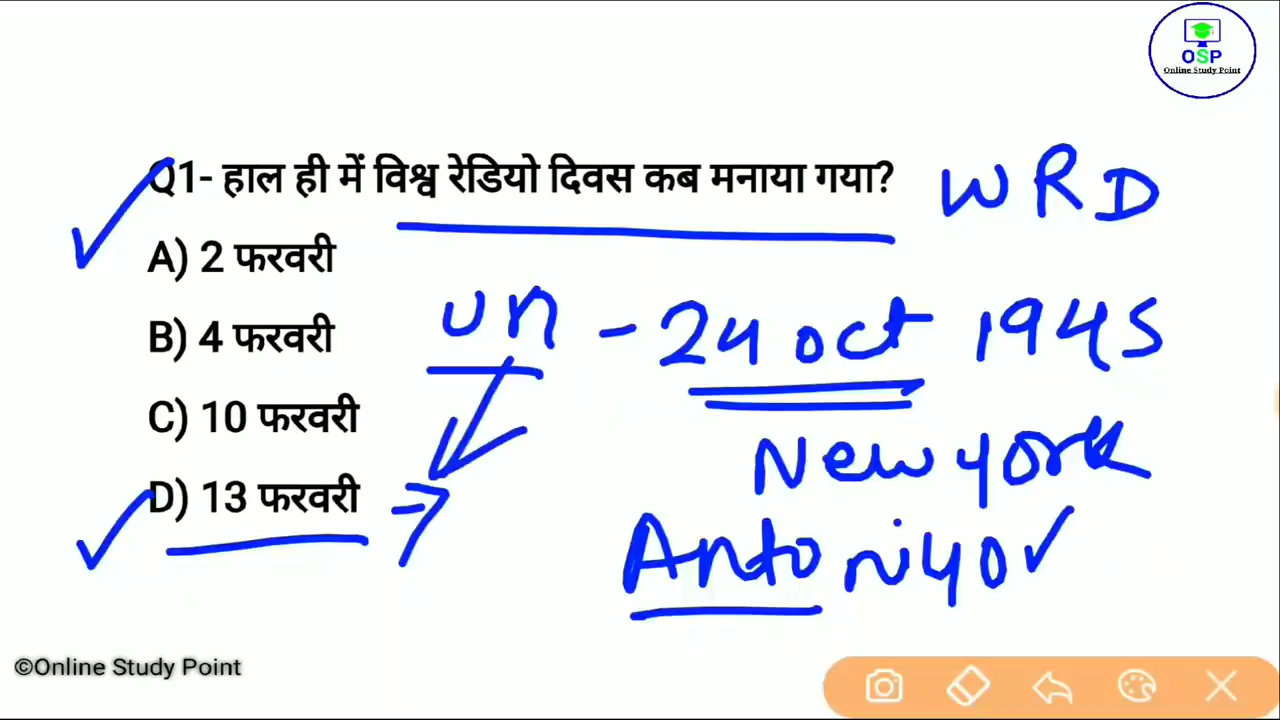 OSP
Online Study Point
Q1- हाल ही में विश्व रेडियो दिवस कब मनाया गया?
WRD
A) 2 फरवरी
B) 4 फरवरी
un - 24 oct 1945
C) 10 फरवरी
New york
D) 13 फरवरी
Antoniyo
©Online Study Point